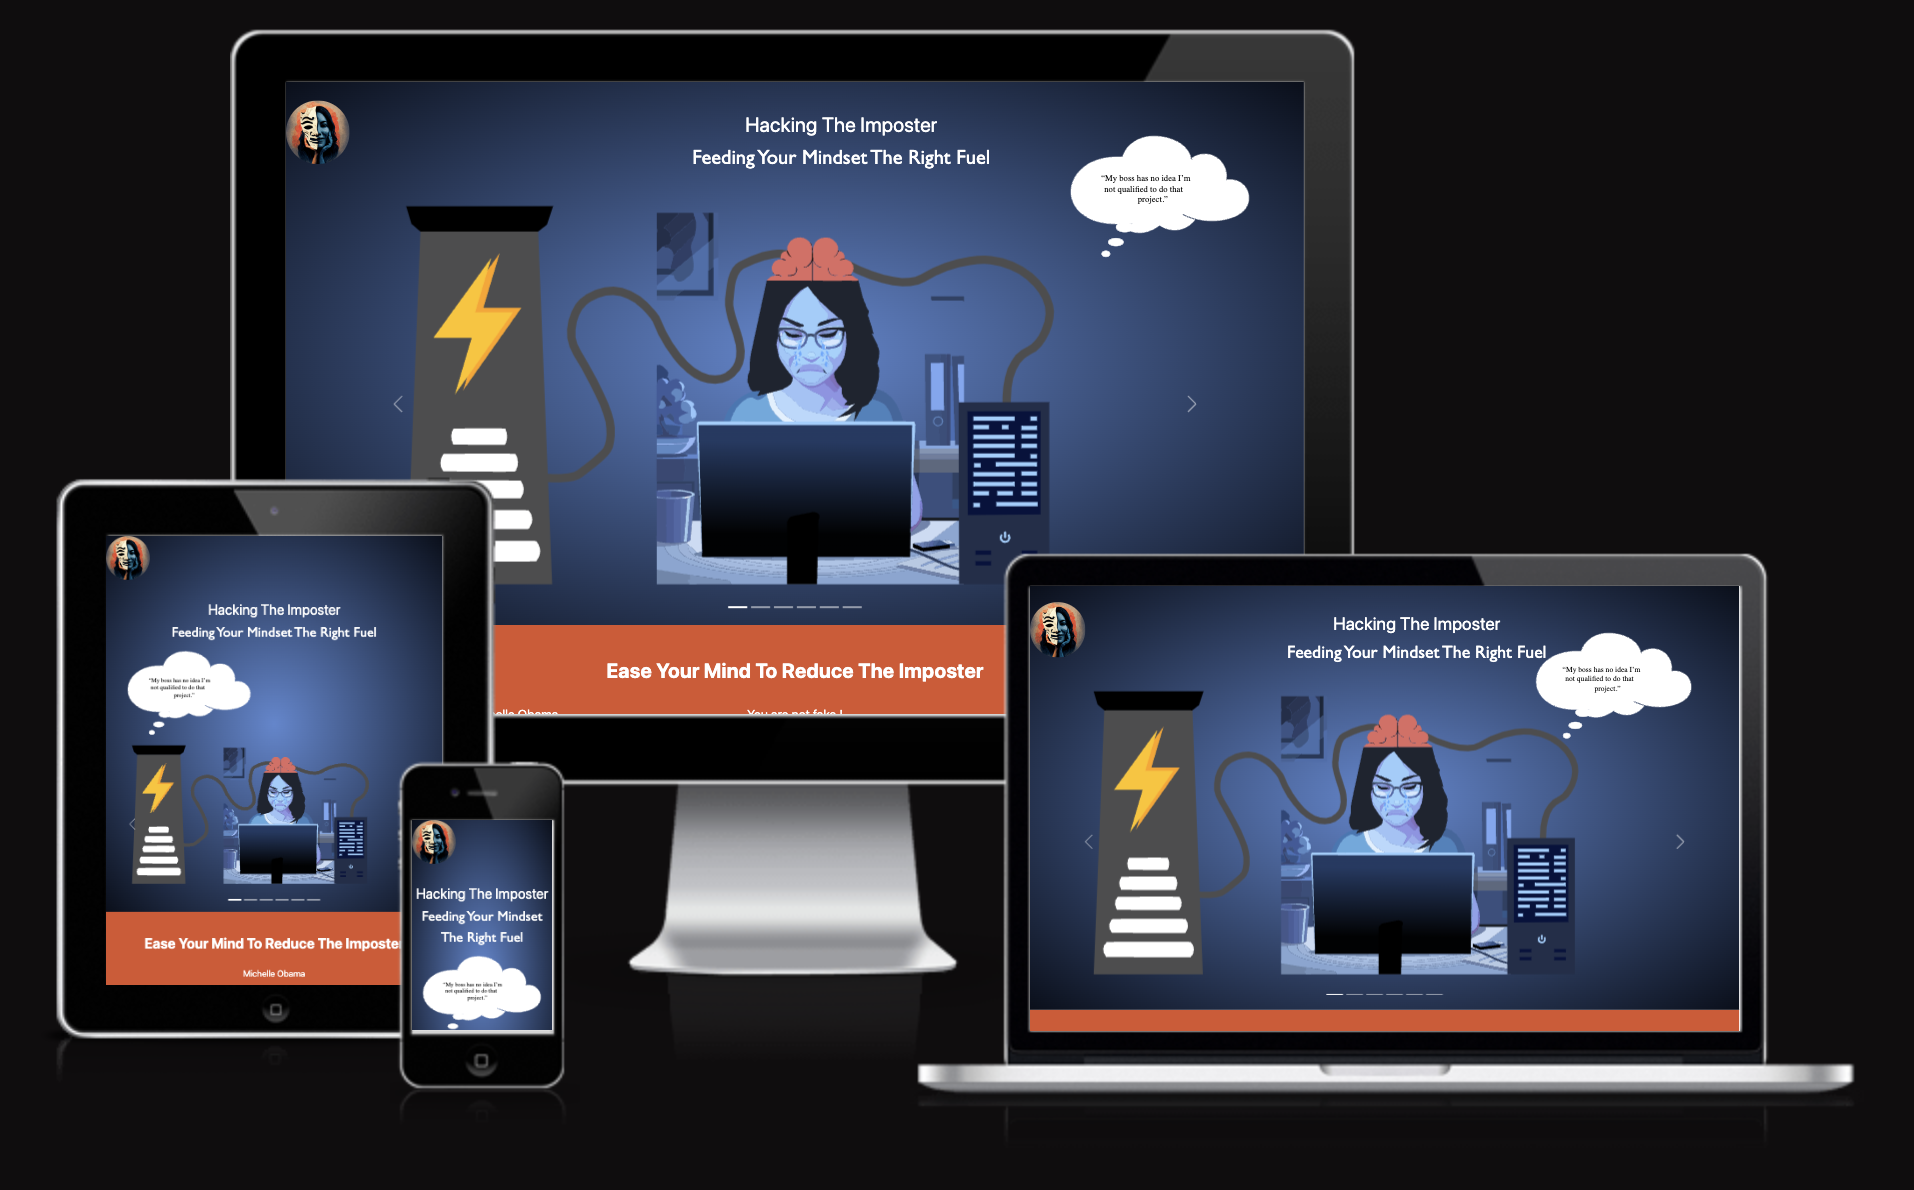 Hacking The Imposter
Feeding Your Mindset The Right Fuel
“My boss has no idea I’m
not qualified to do that
project.”
Ease Your Mind To Reduce The Imposter
Obama
You are not fake !
Hacking The Imposter
Feeding Your Mindset The Right Fuel
“My boss has no idea I’m
not qualified to do that
project.”
Ease Your Mind To Reduce The Imposter
Michelle Obama
Hacking The Imposter
Feeding Your Mindset
The Right Fuel
“My boss has no idea I’m
not qualified to do that
project.”
Hacking The Imposter
Feeding Your Mindset The Right Fuel
“My boss has no idea I’m
not qualified to do that
project.”